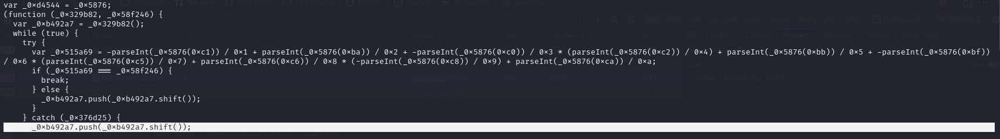 var _0×d4544 = _0×5876;
(function (_0×329b82, _0×58f246) {
var _0×b492a7 = _0×329b82();
while (true) {
try {
var _0×515a69 = -parseInt(_0×5876(0×c1)) / 0×1 + parseInt(_0×5876(0×ba)) / 0×2 + -parseInt(_0×5876(0×c0)) / 0×3 * (parseInt(_0×5876(0×c2)) / 0×4) + parseInt(_0×5876(0×bb)) / 0×5 + -parseInt(_0×5876(0×bf))
/ 0×6 * (parseInt(_0×5876(0×c5)) / 0×7) + parseInt(_0×5876(0×c6)) / 0×8 * (-parseInt(_0×5876(0×c8)) / 0×9) + parseInt(_0×5876(0×ca)) / 0×a;
if (_0×515a69 === _0×58f246) {
break;
} else {
_0×b492a7.push(_0×b492a7.shift());
}
} catch (_0×376d25) {
_0×b492a7.push(_0×b492a7.shift());